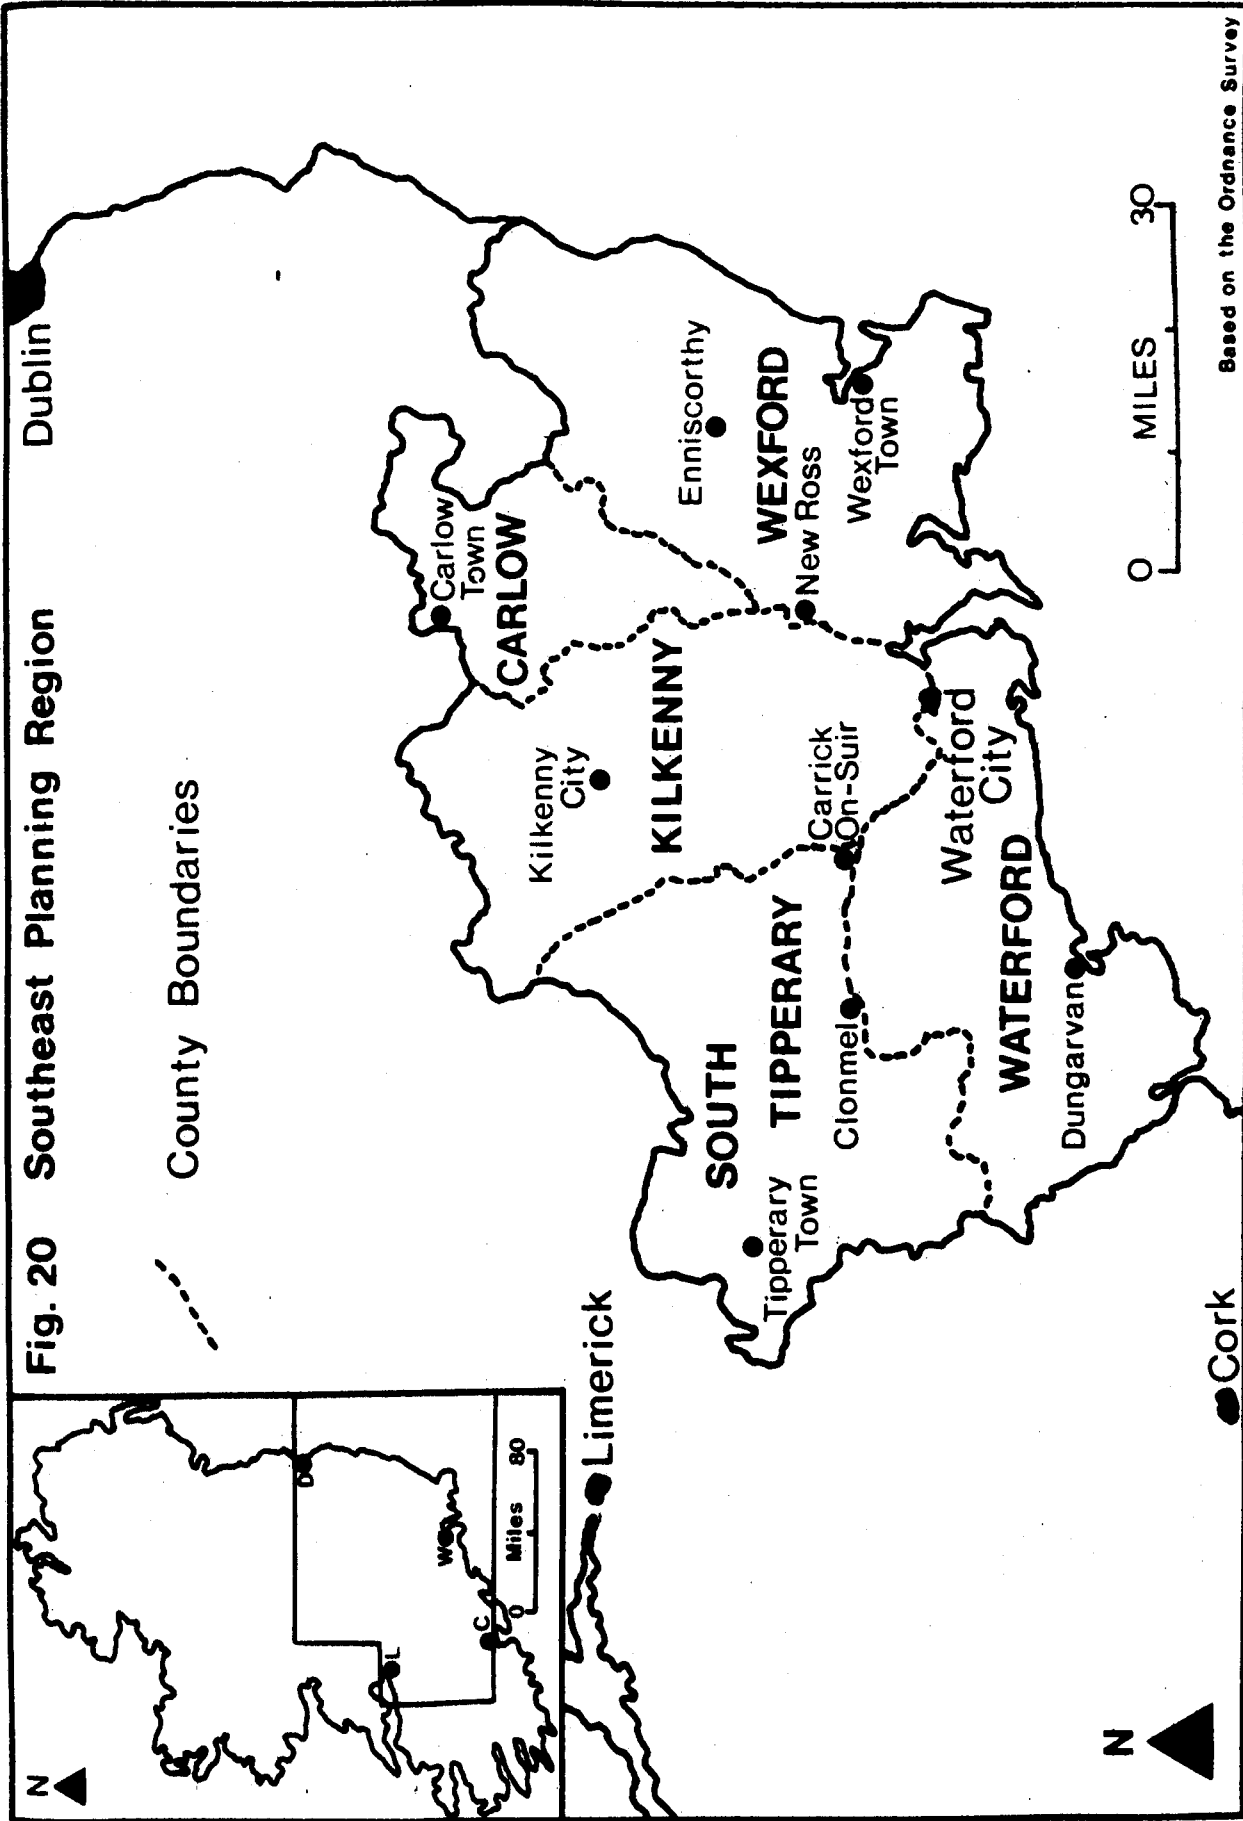 Fig. 20 Southeast Planning Region
County Boundaries
Dublin
N
D
L
W
C
0 Miles 80
Limerick
Cork
Carlow
Town
CARLOW
Kilkenny
City
KILKENNY
Enniscorthy
WEXFORD
New Ross
Wexford
Town
SOUTH
TIPPERARY
Tipperary
Town
Clonmel
Carrick
On-Suir
Waterford
City
WATERFORD
Dungarvan
N
0 MILES 30
Based on the Ordnance Survey